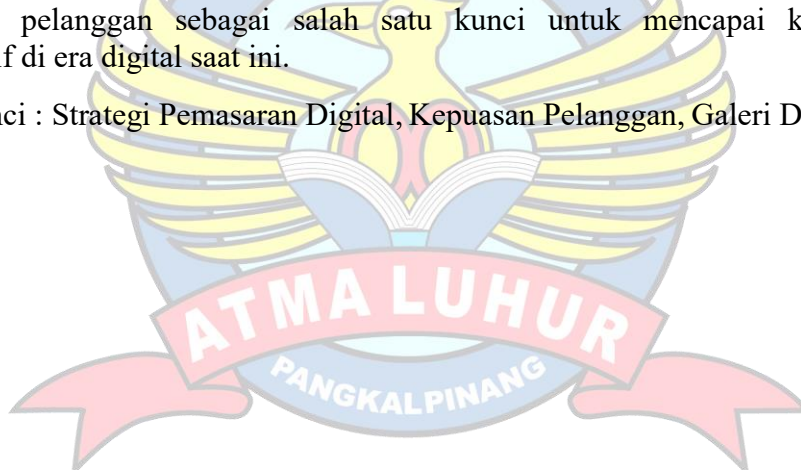 pelanggan sebagai salah satu kunci untuk mencapai k
if di era digital saat ini.
nci : Strategi Pemasaran Digital, Kepuasan Pelanggan, Galeri D
ATMA LUHUR
PANGKALPINANG